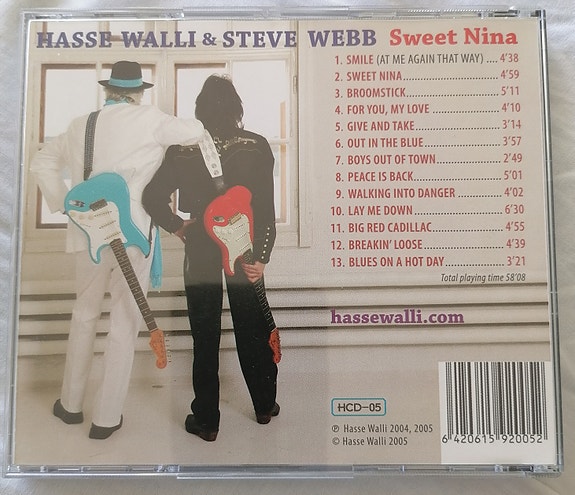 HASSE WALLI & STEVE WEBB Sweet Nina
1. SMILE (AT ME AGAIN THAT WAY) .... 4'38
2. SWEET NINA ........................ 4'59
3. BROOMSTICK ........................ 5'11
4. FOR YOU, MY LOVE ................. 4'10
5. GIVE AND TAKE ..................... 3'14
6. OUT IN THE BLUE ................... 3'57
7. BOYS OUT OF TOWN ................. 2'49
8. PEACE IS BACK ..................... 5'01
9. WALKING INTO DANGER .............. 4'02
10. LAY ME DOWN ...................... 6'30
11. BIG RED CADILLAC ................. 4'55
12. BREAKIN' LOOSE ................... 4'39
13. BLUES ON A HOT DAY ............... 3'21
Total playing time 58'08
hassewalli.com
HCD-05
℗ Hasse Walli 2004, 2005
© Hasse Walli 2005
6 420615 920052